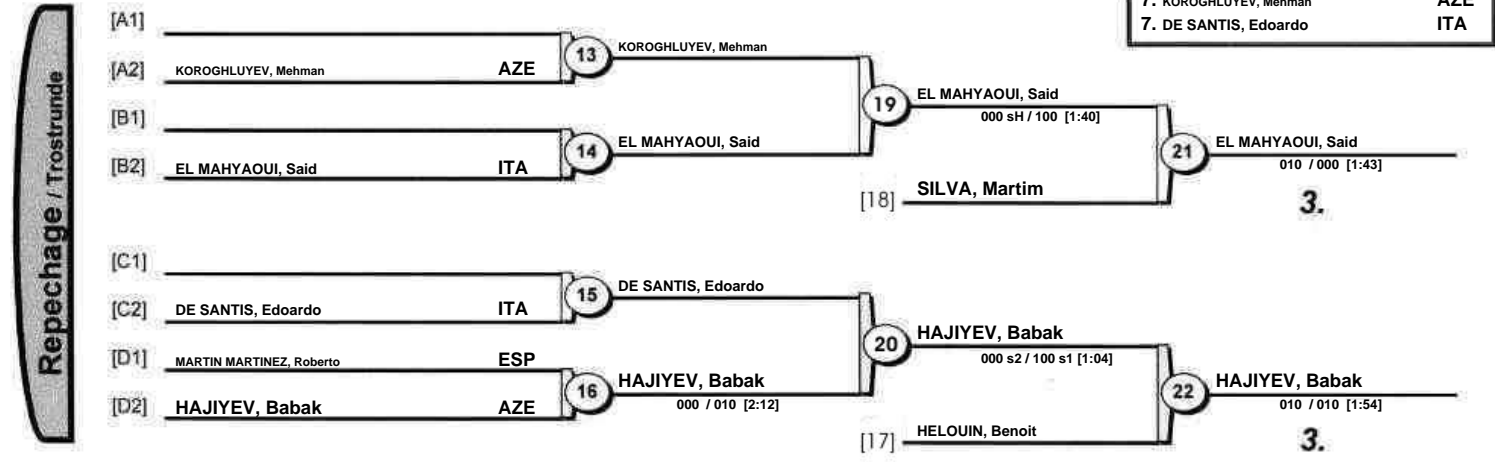 7. KOROGHLUYEV, Mehman AZE
7. DE SANTIS, Edoardo ITA
Repechage / Trostrunde
[A1]
[A2] KOROGHLUYEV, Mehman AZE
13 KOROGHLUYEV, Mehman
[B1]
[B2] EL MAHYAOUI, Said ITA
14 EL MAHYAOUI, Said
19 EL MAHYAOUI, Said
000 sH / 100 [1:40]
[18] SILVA, Martim
21 EL MAHYAOUI, Said
010 / 000 [1:43]
3.
[C1]
[C2] DE SANTIS, Edoardo ITA
15 DE SANTIS, Edoardo
[D1] MARTIN MARTINEZ, Roberto ESP
[D2] HAJIYEV, Babak AZE
16 HAJIYEV, Babak
000 / 010 [2:12]
20 HAJIYEV, Babak
000 s2 / 100 s1 [1:04]
[17] HELOUIN, Benoit
22 HAJIYEV, Babak
010 / 010 [1:54]
3.